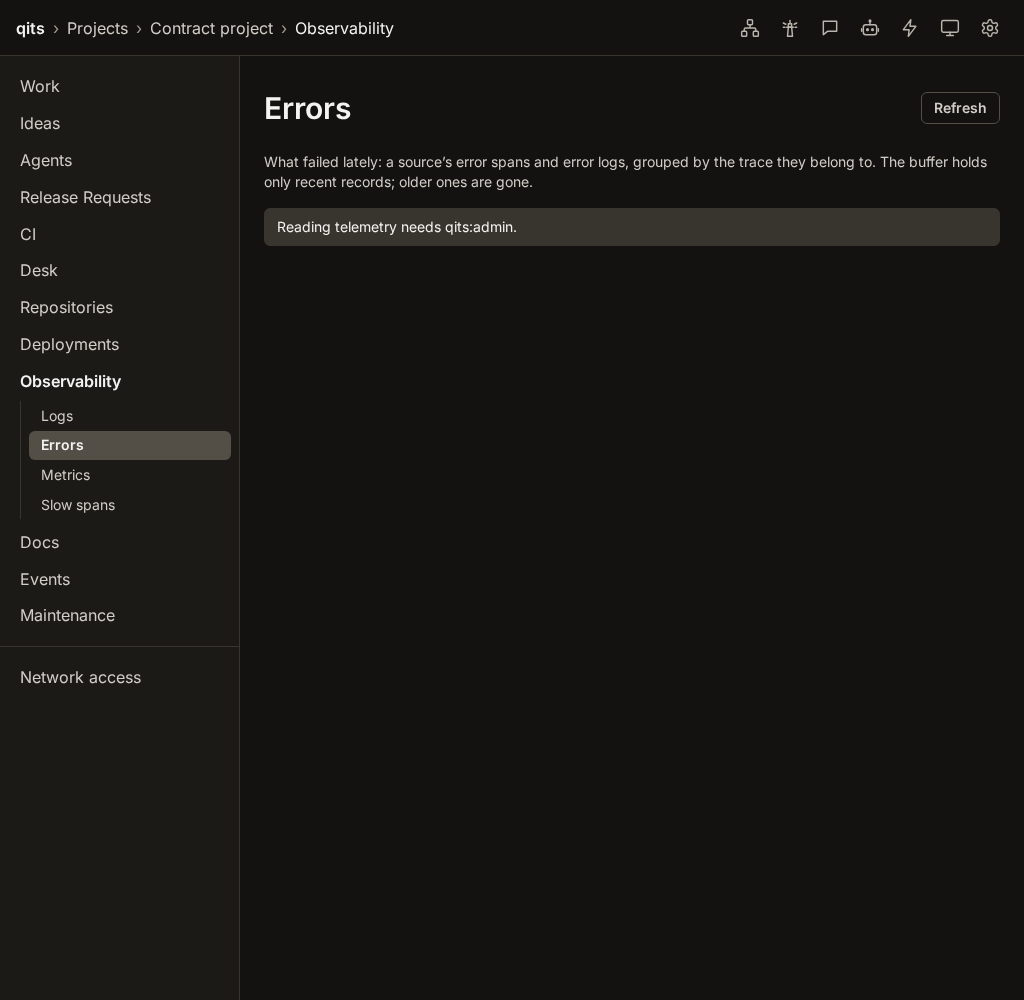 qits › Projects › Contract project › Observability
Work
Ideas
Agents
Release Requests
CI
Desk
Repositories
Deployments
Observability
Logs
Errors
Metrics
Slow spans
Docs
Events
Maintenance
Network access
Errors
Refresh
What failed lately: a source’s error spans and error logs, grouped by the trace they belong to. The buffer holds
only recent records; older ones are gone.
Reading telemetry needs qits:admin.